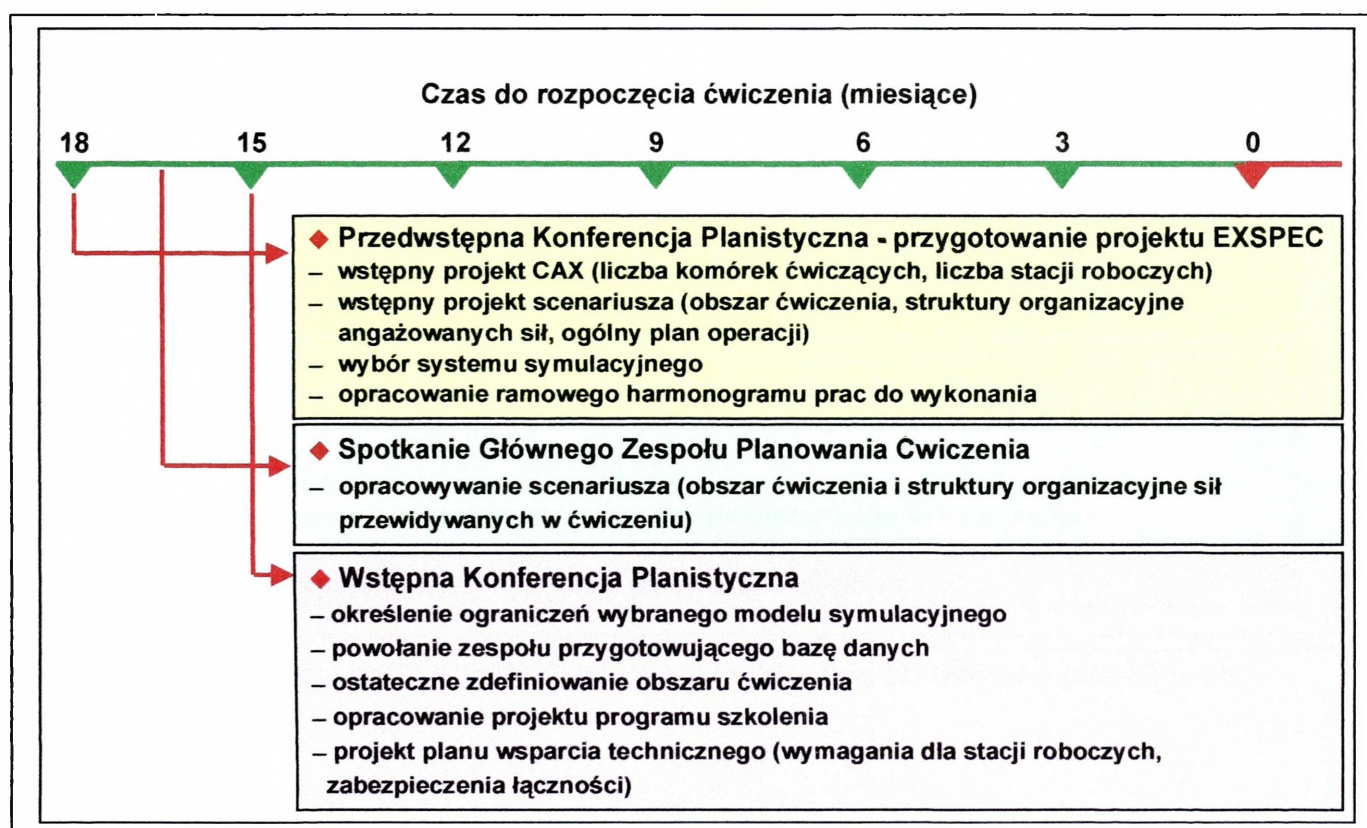 Czas do rozpoczęcia ćwiczenia (miesiące)
18 15 12 9 6 3 0
◆ Przedwstępna Konferencja Planistyczna - przygotowanie projektu EXSPEC
– wstępny projekt CAX (liczba komórek ćwiczących, liczba stacji roboczych)
– wstępny projekt scenariusza (obszar ćwiczenia, struktury organizacyjne
angażowanych sił, ogólny plan operacji)
– wybór systemu symulacyjnego
– opracowanie ramowego harmonogramu prac do wykonania
◆ Spotkanie Głównego Zespołu Planowania Ćwiczenia
– opracowywanie scenariusza (obszar ćwiczenia i struktury organizacyjne sił
przewidywanych w ćwiczeniu)
◆ Wstępna Konferencja Planistyczna
– określenie ograniczeń wybranego modelu symulacyjnego
– powołanie zespołu przygotowującego bazę danych
– ostateczne zdefiniowanie obszaru ćwiczenia
– opracowanie projektu programu szkolenia
– projekt planu wsparcia technicznego (wymagania dla stacji roboczych,
zabezpieczenia łączności)